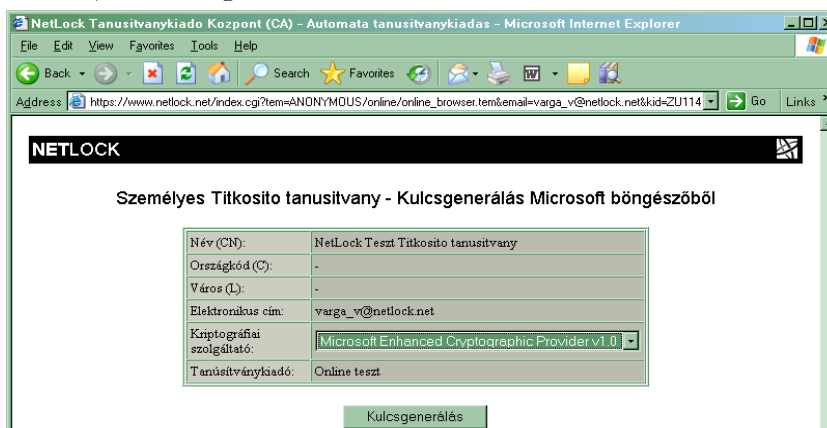 NetLock Tanusitvanykiado Kozpont (CA) - Automata tanusitvanykiadas - Microsoft Internet Explorer
File Edit View Favorites Tools Help
Back Search Favorites
Address https://www.netlock.net/index.cgi?tem=ANONYMOUS/online/online_browser.tem&email=varga_v@netlock.net&kid=ZU114 Go Links
NETLOCK
Személyes Titkosito tanusitvany - Kulcsgenerálás Microsoft böngészőből
Név (CN): NetLock Teszt Titkosito tanusitvany
Országkód (C): -
Város (L): -
Elektronikus cím: varga_v@netlock.net
Kriptográfiai
szolgáltató: Microsoft Enhanced Cryptographic Provider v1.0
Tanúsítványkiadó: Online teszt
Kulcsgenerálás